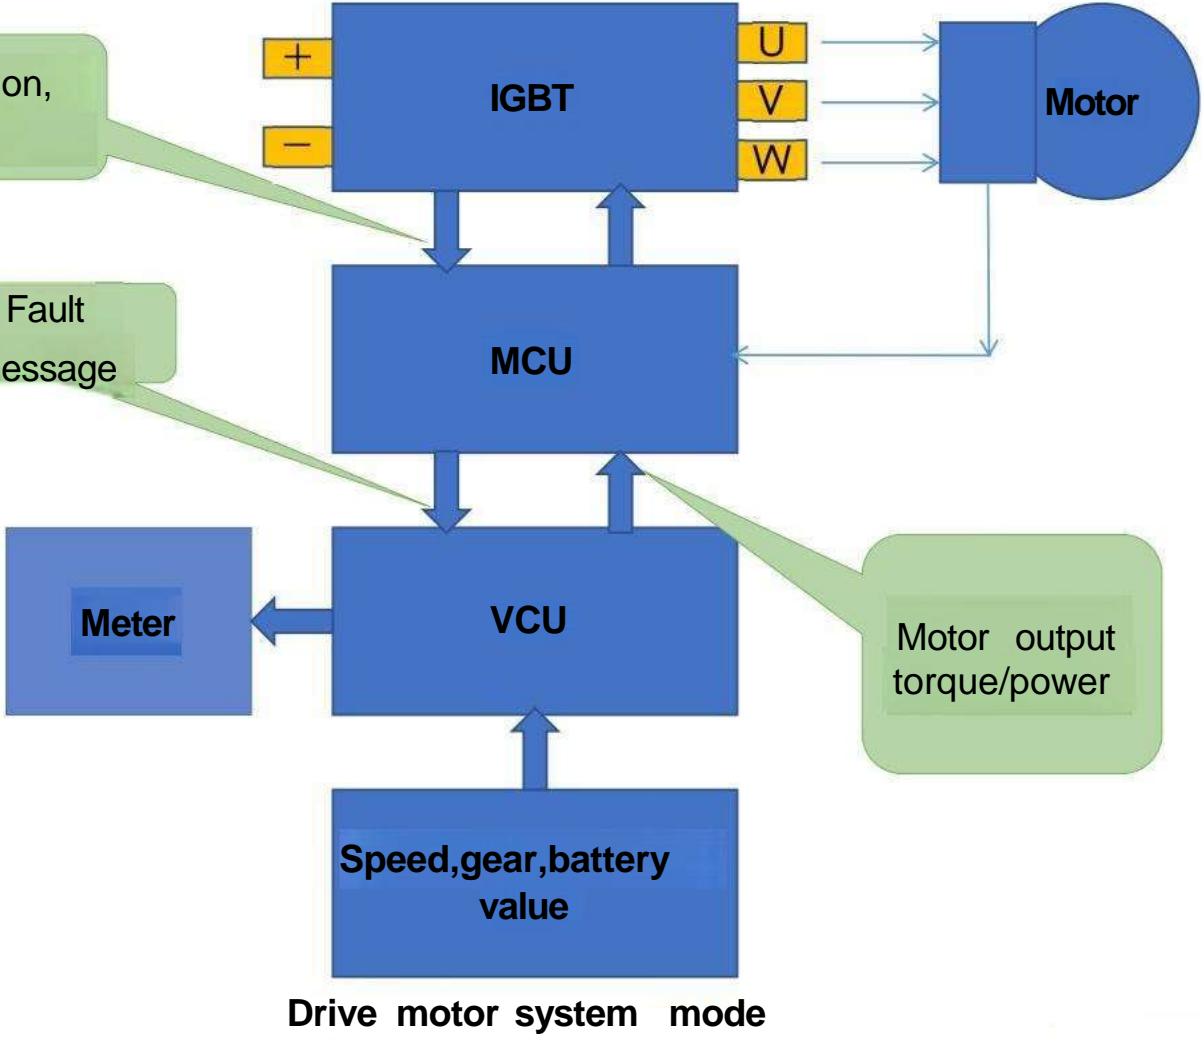 +
U
on,
IGBT
V
Motor
−
W
Fault
MCU
essage
Meter
VCU
Motor output
torque/power
Speed,gear,battery
value
Drive motor system mode